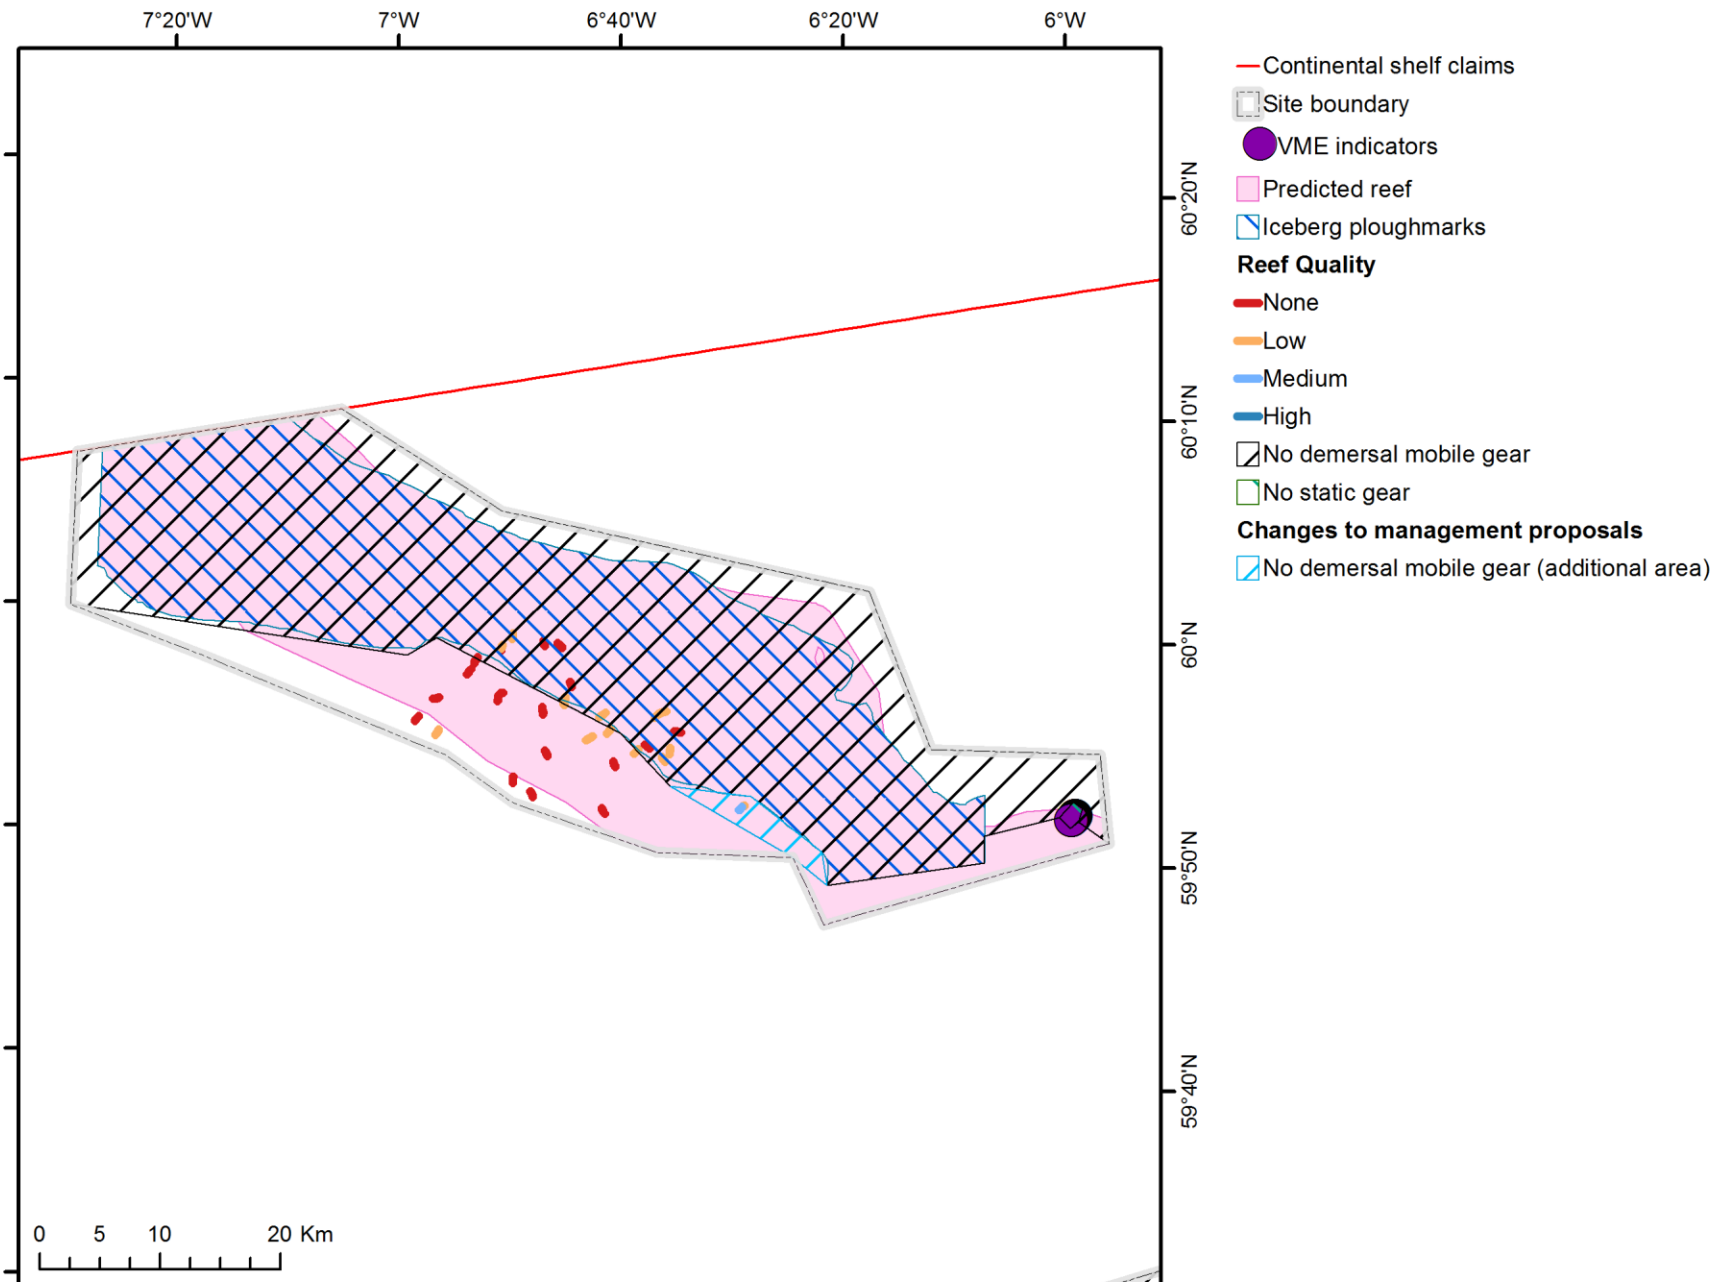 7°20'W 7°W 6°40'W 6°20'W 6°W
60°20'N
60°10'N
60°N
59°50'N
59°40'N
Continental shelf claims
Site boundary
VME indicators
Predicted reef
Iceberg ploughmarks
Reef Quality
None
Low
Medium
High
No demersal mobile gear
No static gear
Changes to management proposals
No demersal mobile gear (additional area)
0 5 10 20 Km